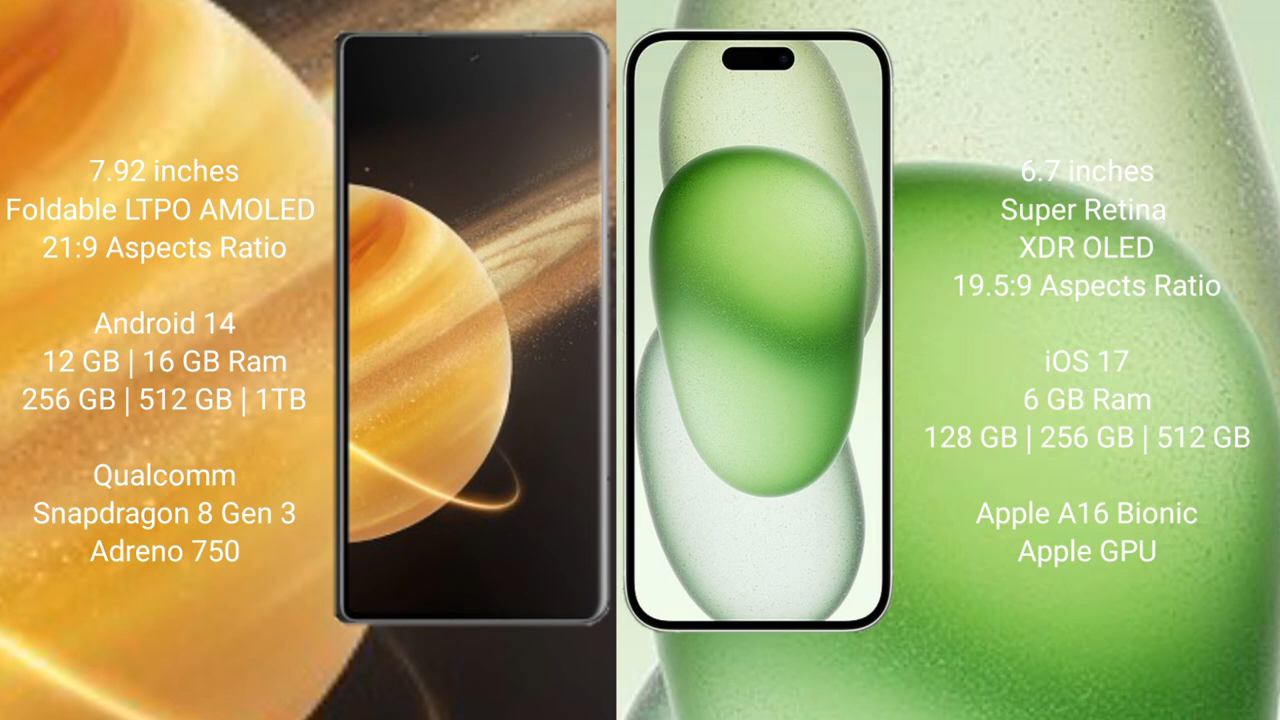 7.92 inches
Foldable LTPO AMOLED
21:9 Aspects Ratio
Android 14
12 GB | 16 GB Ram
256 GB | 512 GB | 1TB
Qualcomm
Snapdragon 8 Gen 3
Adreno 750
6.7 inches
Super Retina
XDR OLED
19.5:9 Aspects Ratio
iOS 17
6 GB Ram
128 GB | 256 GB | 512 GB
Apple A16 Bionic
Apple GPU